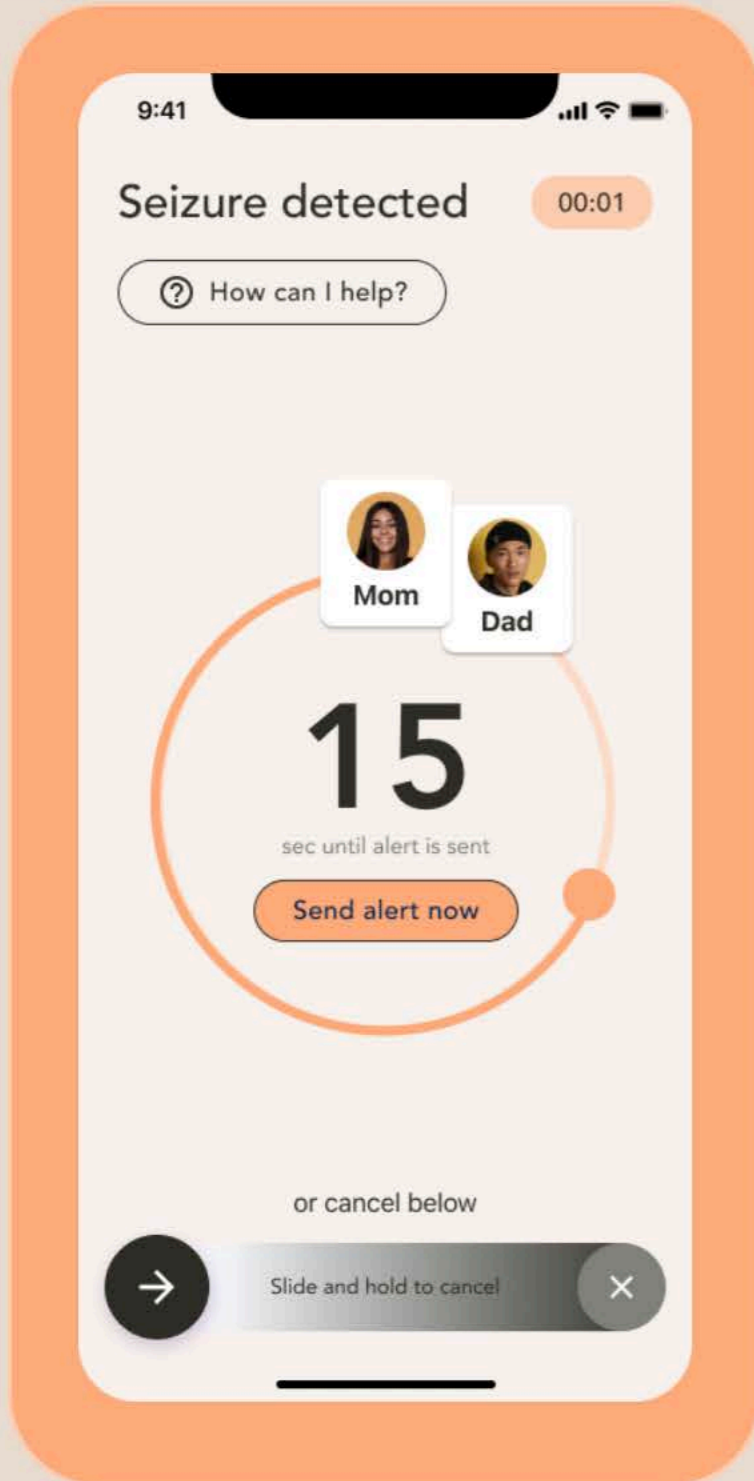 9:41
Seizure detected
00:01
How can I help?
Mom
Dad
15
sec until alert is sent
Send alert now
or cancel below
Slide and hold to cancel